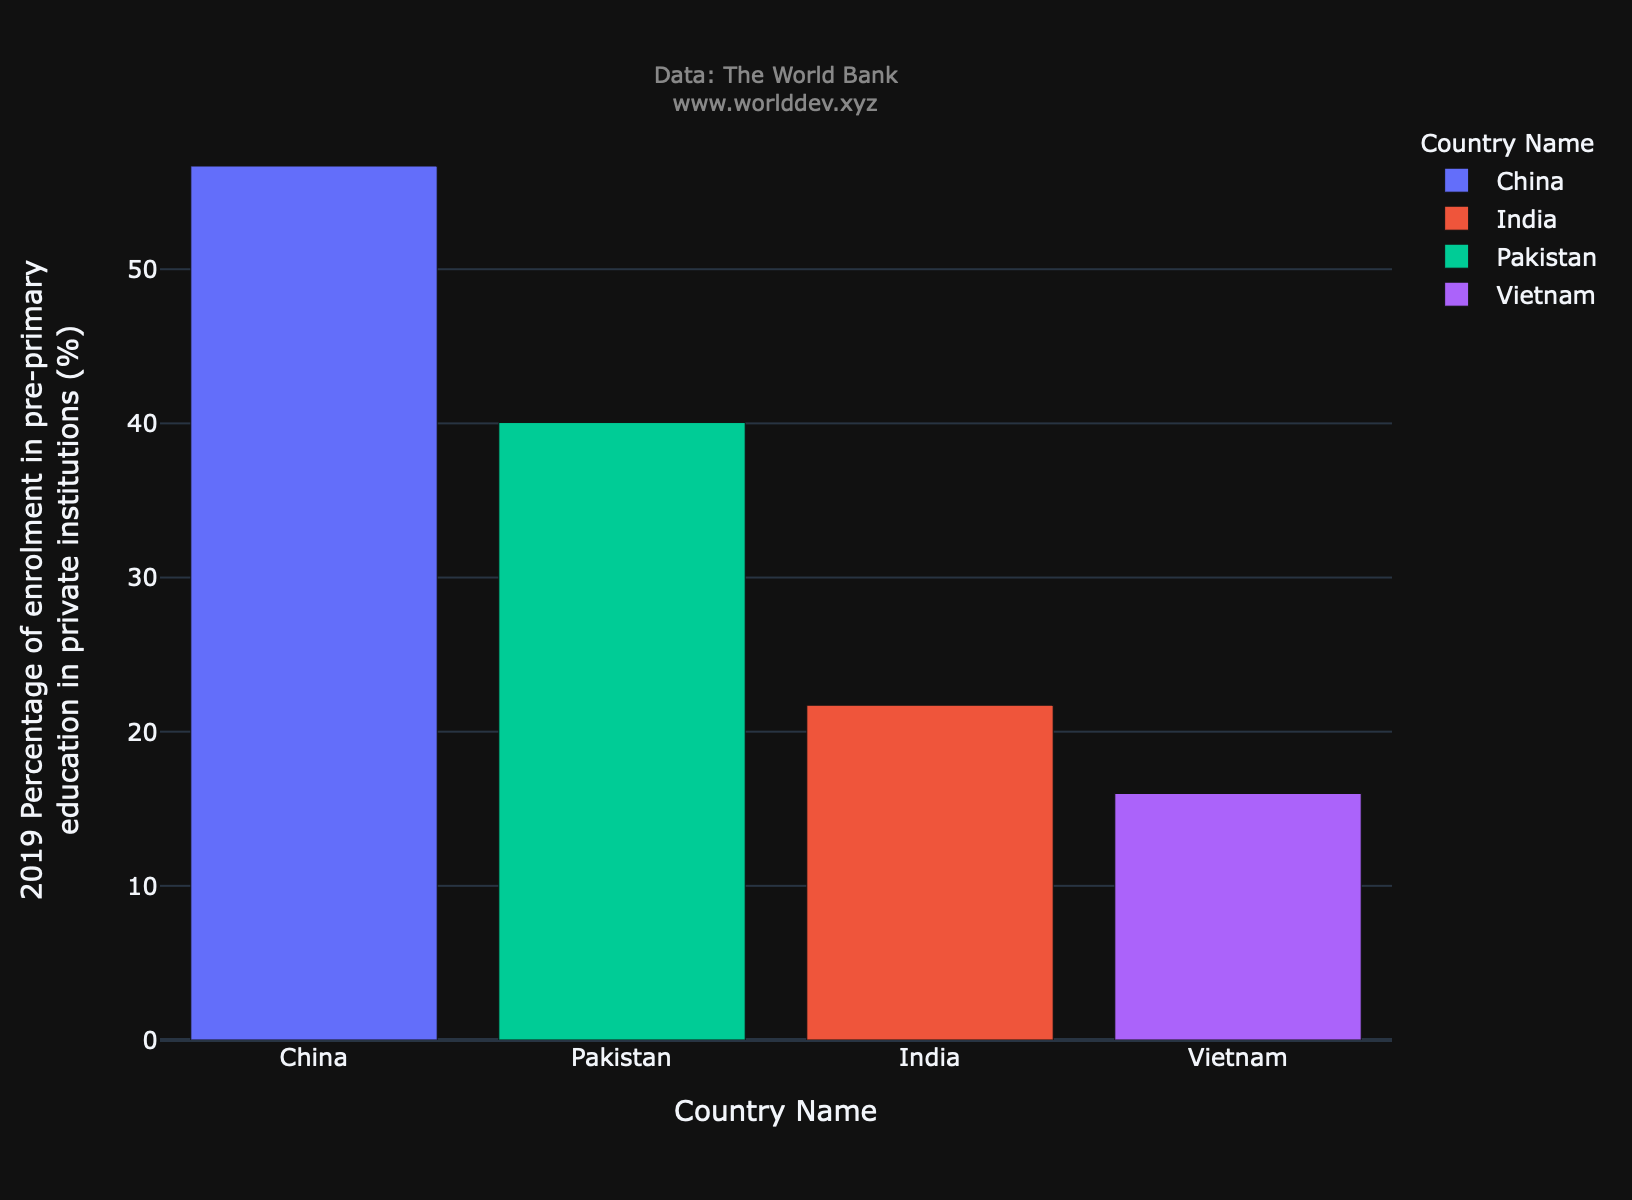 Data: The World Bank
www.worlddev.xyz
Country Name
China
India
Pakistan
Vietnam
2019 Percentage of enrolment in pre-primary
education in private institutions (%)
50
40
30
20
10
0
China
Pakistan
India
Vietnam
Country Name